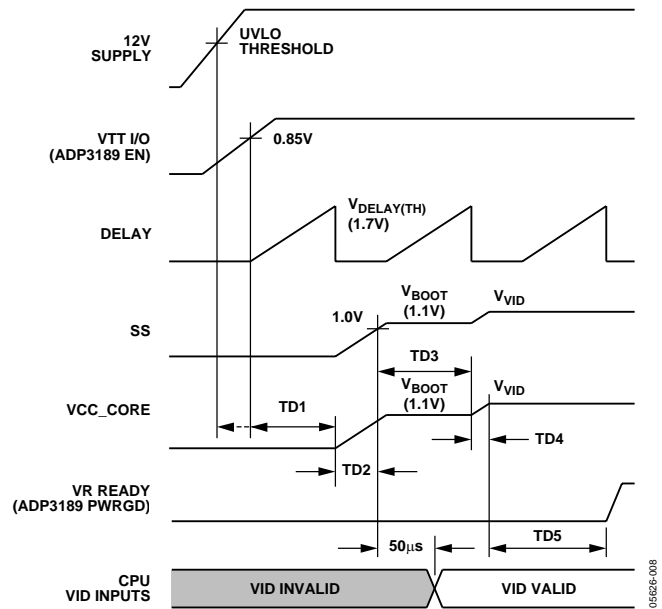 12V
SUPPLY
UVLO
THRESHOLD
VTT I/O
(ADP3189 EN)
0.85V
DELAY
VDELAY(TH)
(1.7V)
SS
1.0V
VBOOT
(1.1V)
VVID
TD3
VCC_CORE
TD1
VBOOT
(1.1V)
VVID
TD4
TD2
VR READY
(ADP3189 PWRGD)
50μs
TD5
CPU
VID INPUTS
VID INVALID
VID VALID
05626-008